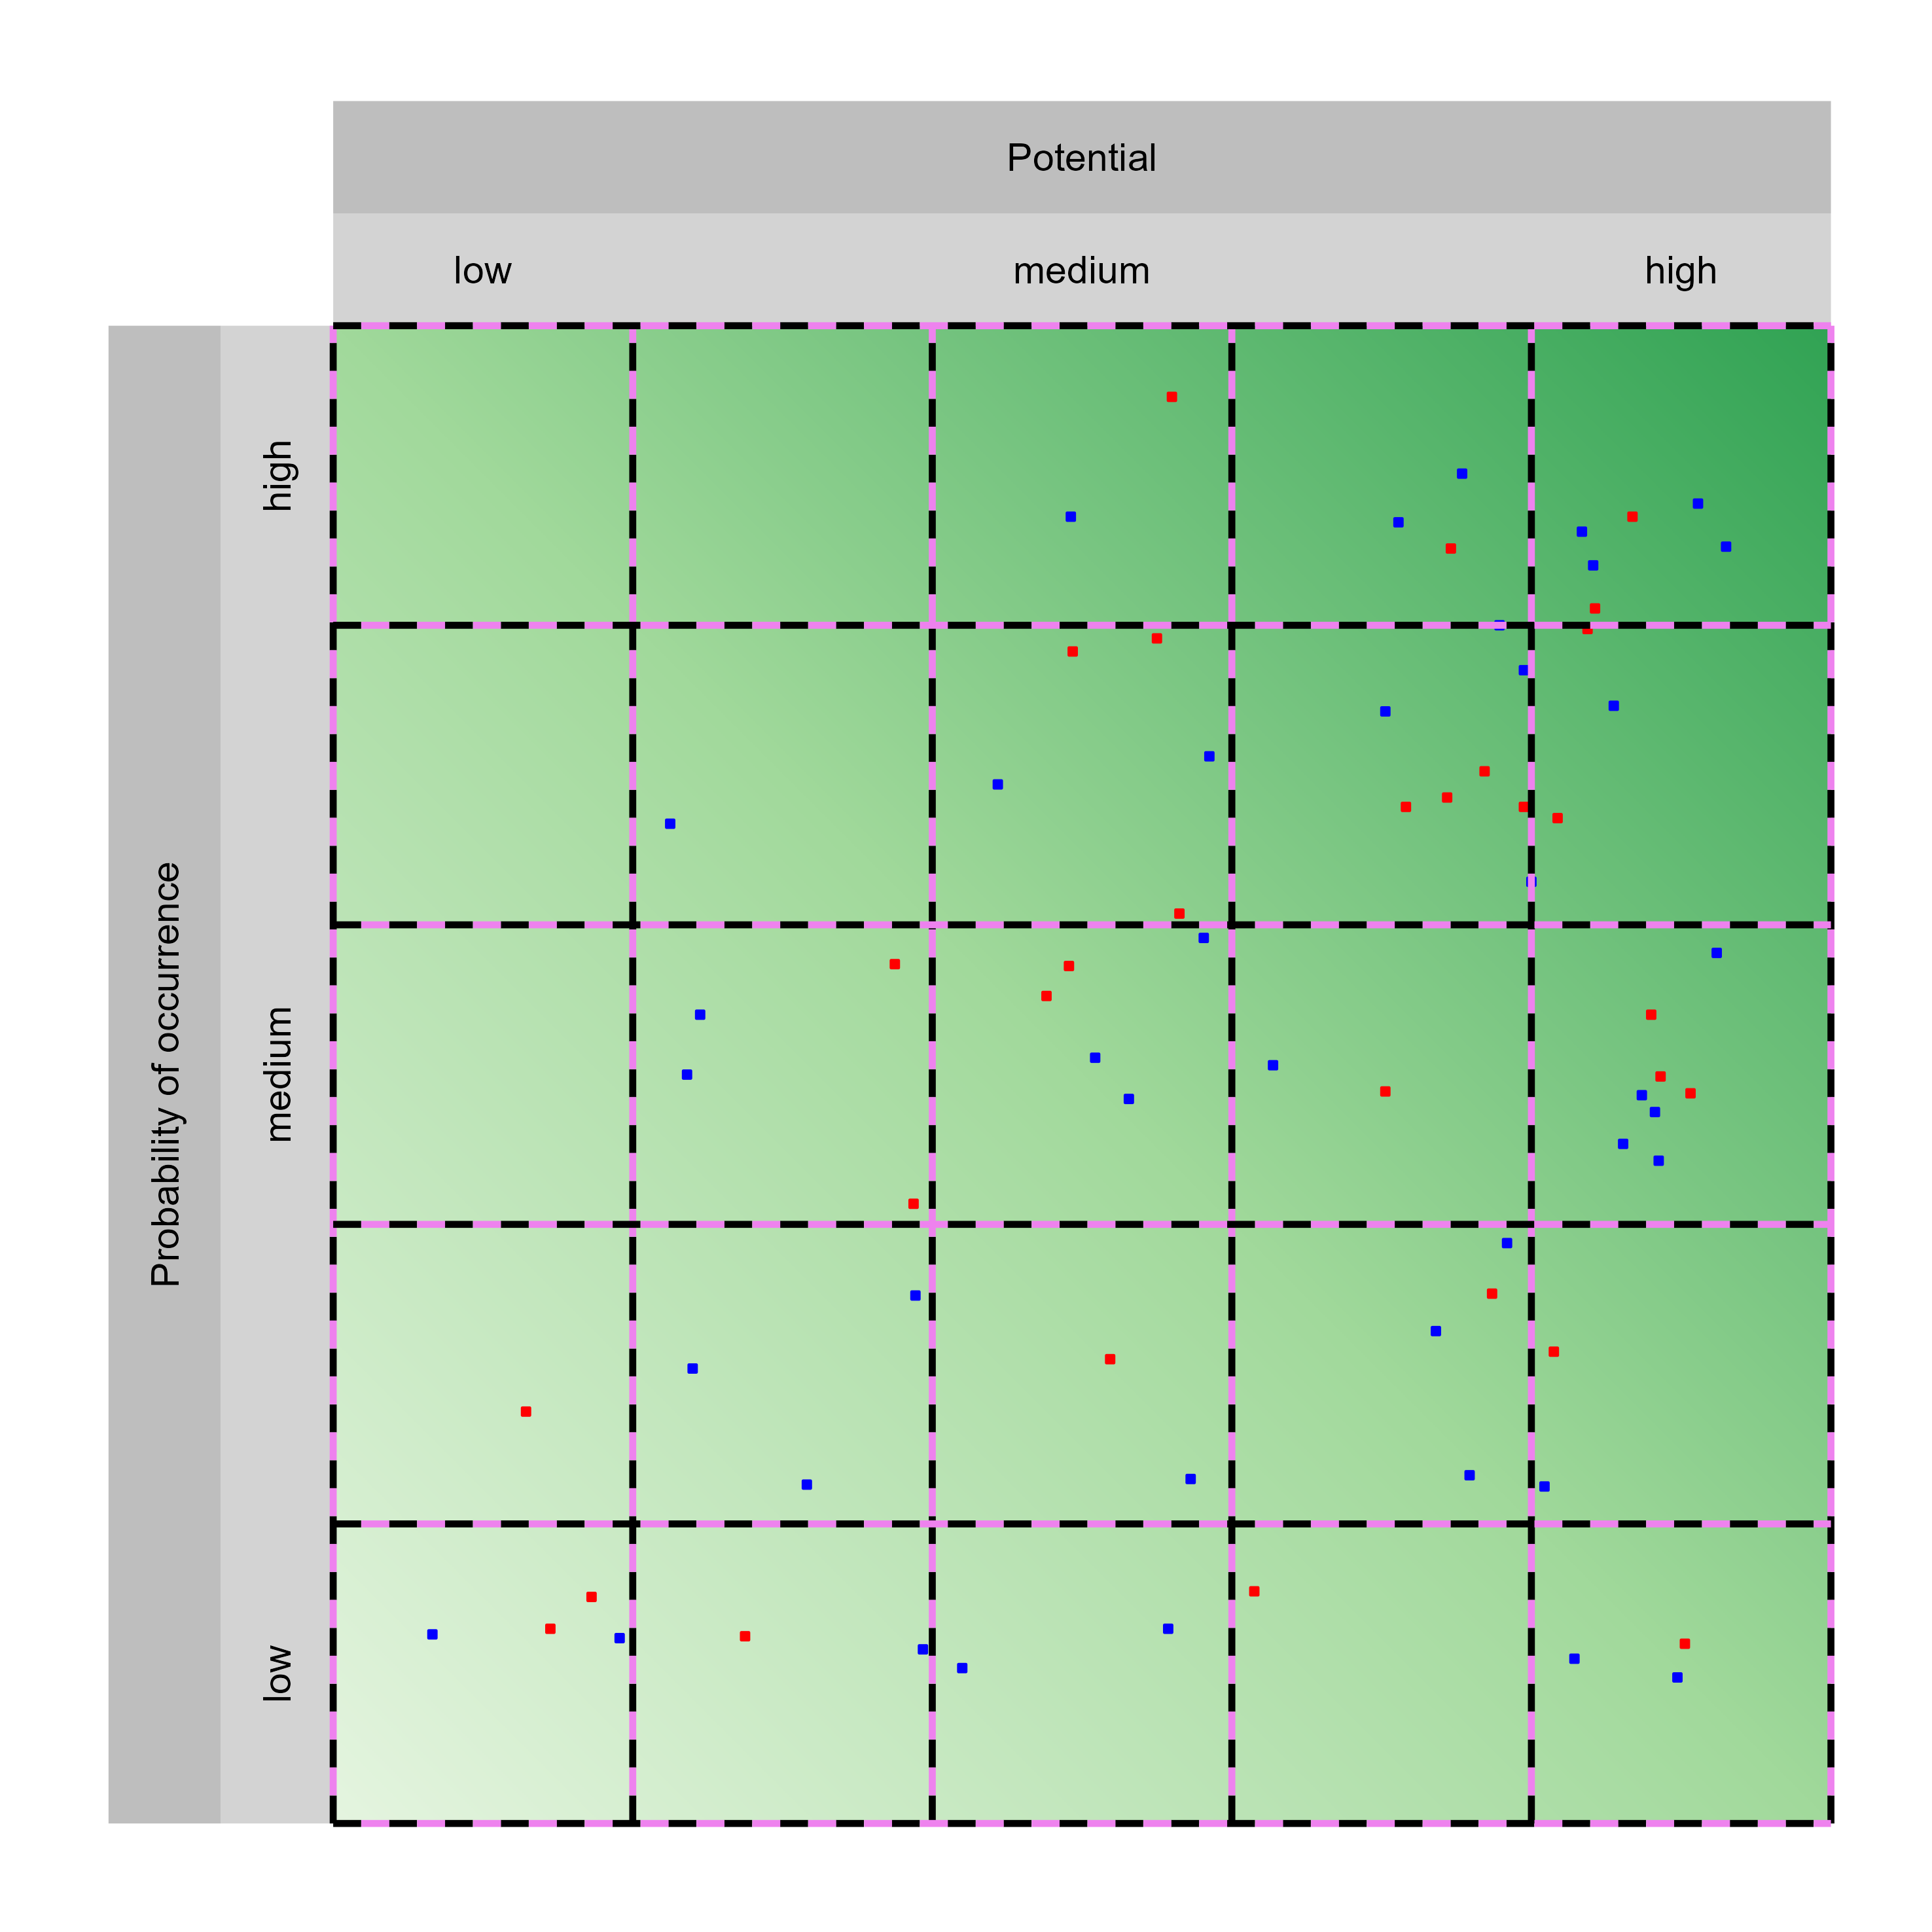 Potential
low
medium
high
Probability of occurrence
high
medium
low